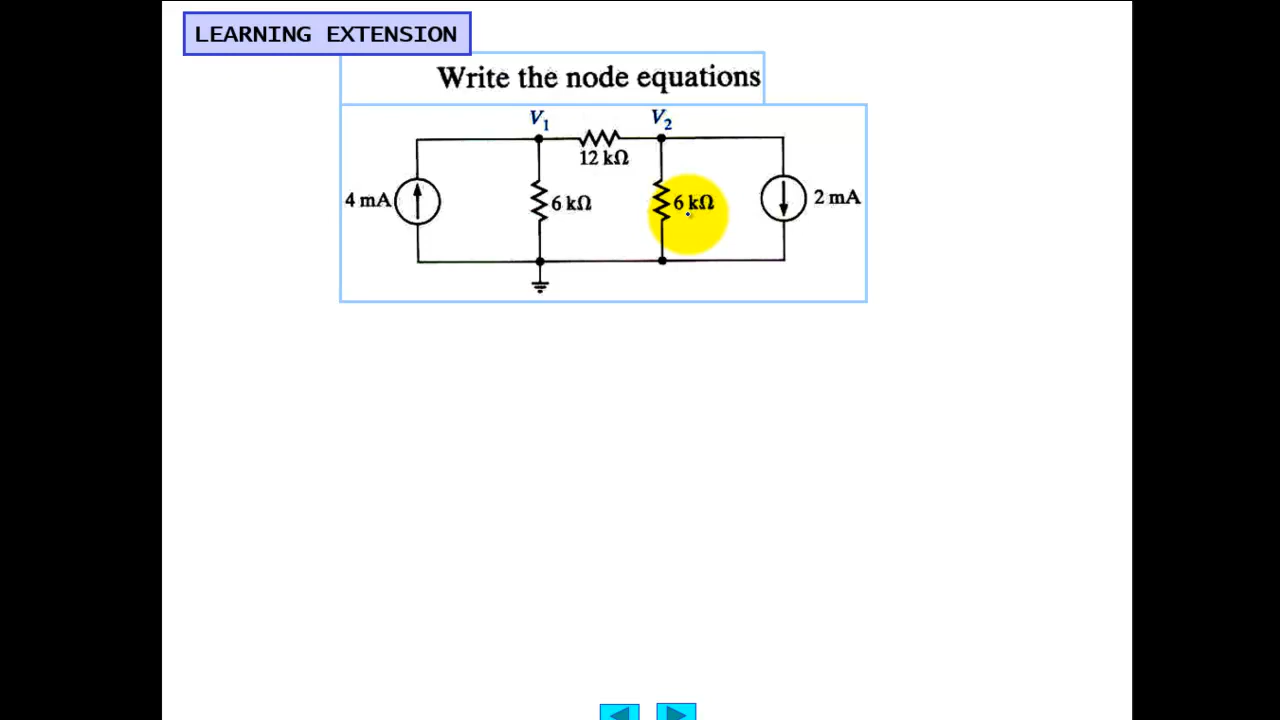 LEARNING EXTENSION
Write the node equations
V₁
V₂
12 kΩ
4 mA
6 kΩ
6 kΩ
2 mA